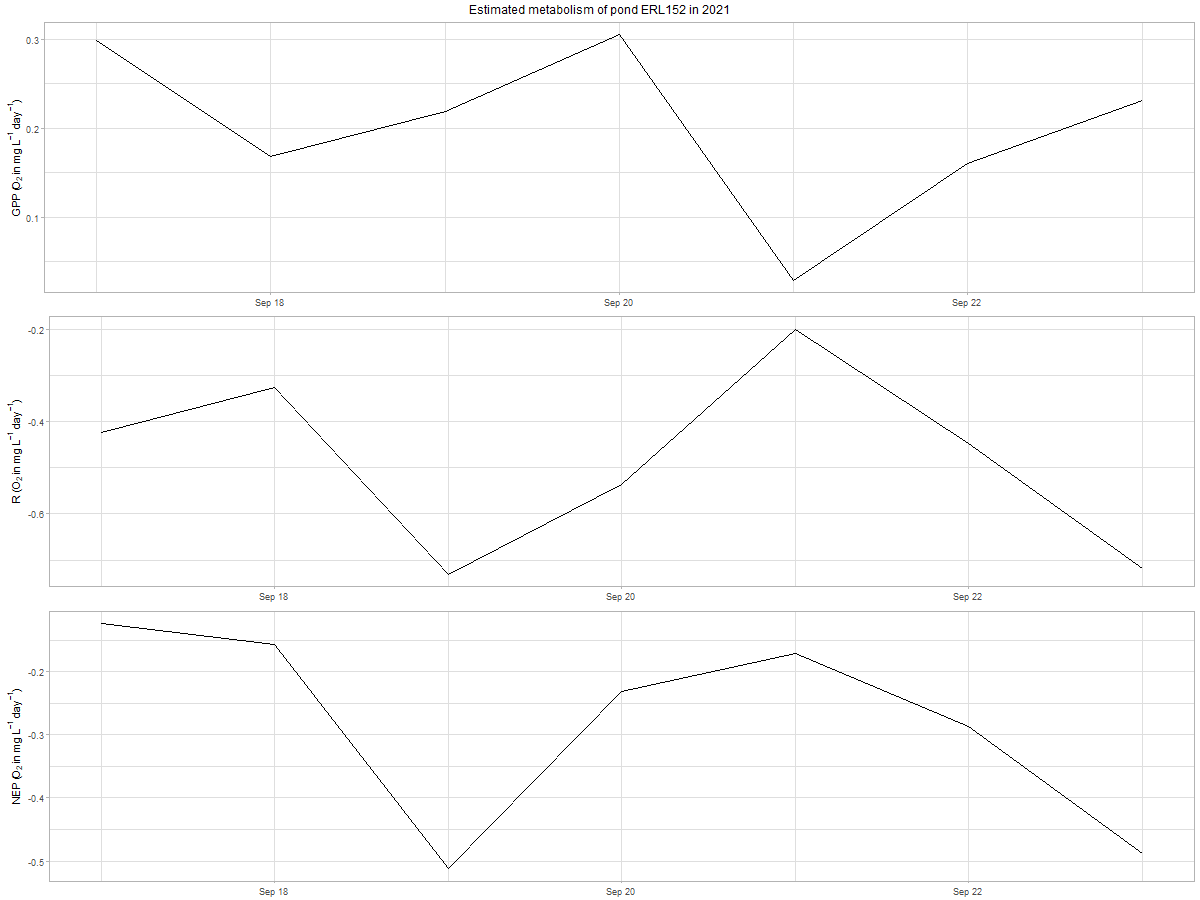 Estimated metabolism of pond ERL152 in 2021
GPP (O₂ in mg L⁻¹ day⁻¹)
0.3
0.2
0.1
Sep 18 Sep 20 Sep 22
R (O₂ in mg L⁻¹ day⁻¹)
-0.2
-0.4
-0.6
Sep 18 Sep 20 Sep 22
NEP (O₂ in mg L⁻¹ day⁻¹)
-0.2
-0.3
-0.4
-0.5
Sep 18 Sep 20 Sep 22